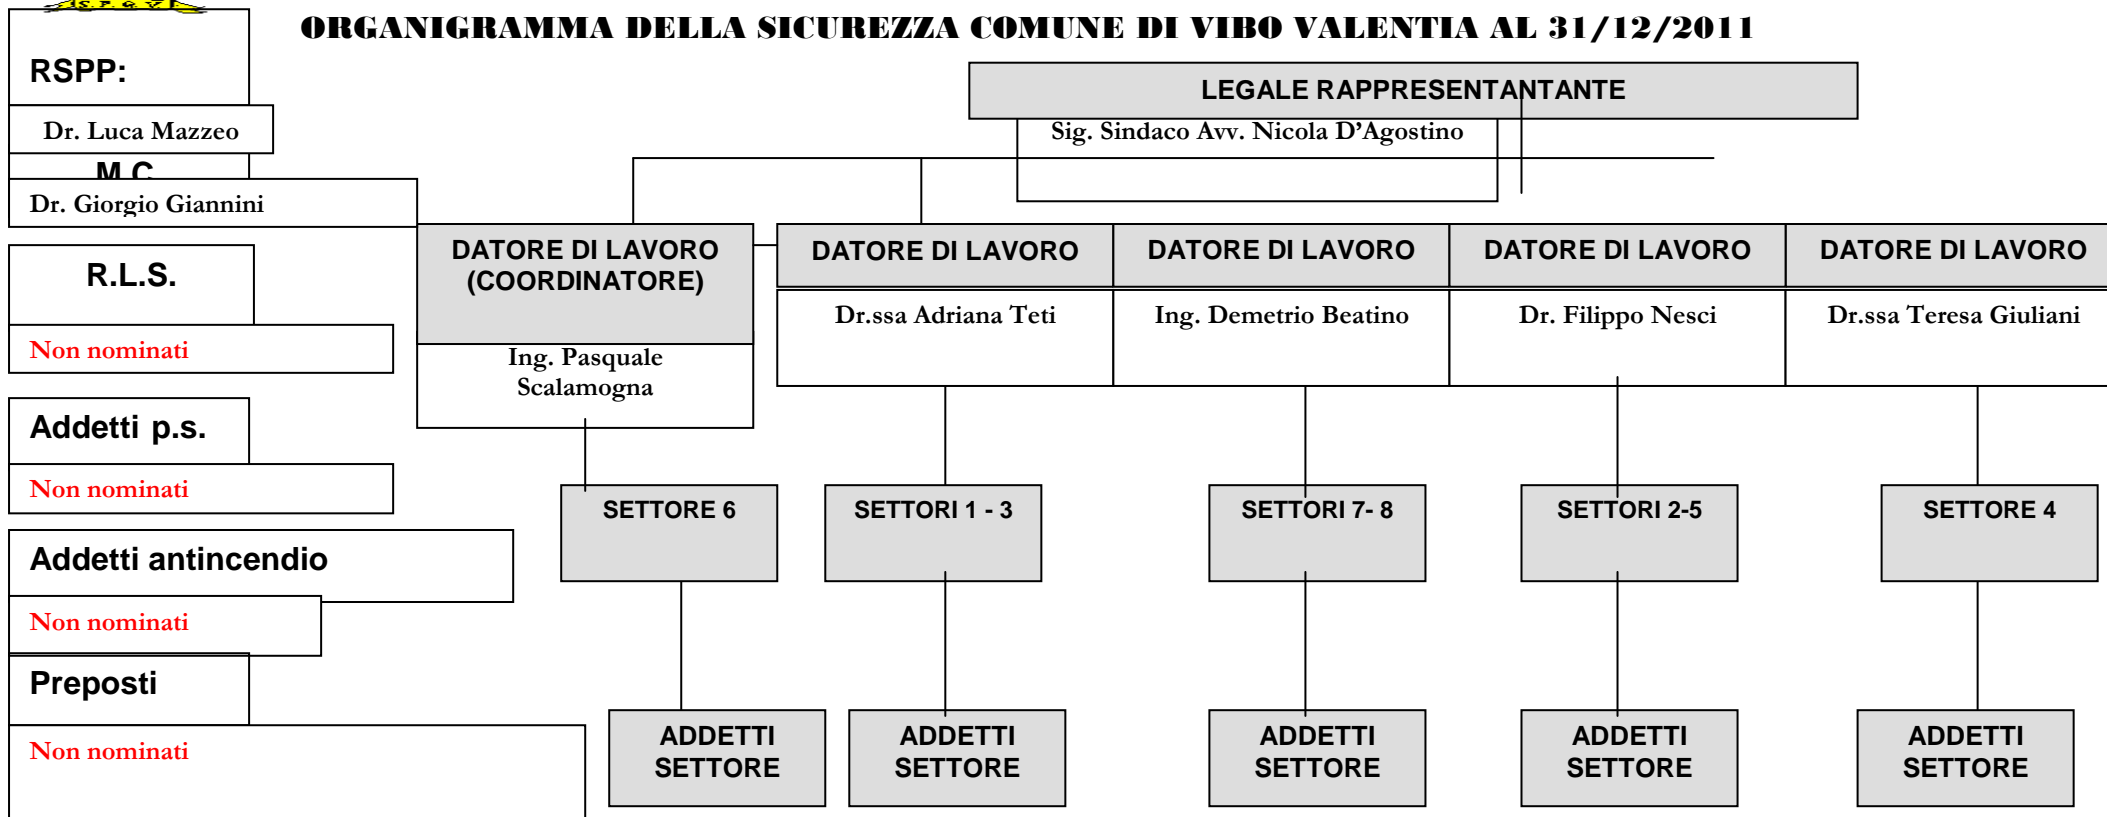 ORGANIGRAMMA DELLA SICUREZZA COMUNE DI VIBO VALENTIA AL 31/12/2011
RSPP:
Dr. Luca Mazzeo
M.C
Dr. Giorgio Giannini
R.L.S.
Non nominati
Addetti p.s.
Non nominati
Addetti antincendio
Non nominati
Preposti
Non nominati
LEGALE RAPPRESENTANTANTE
Sig. Sindaco Avv. Nicola D’Agostino
DATORE DI LAVORO
(COORDINATORE)
Ing. Pasquale
Scalamogna
DATORE DI LAVORO
Dr.ssa Adriana Teti
DATORE DI LAVORO
Ing. Demetrio Beatino
DATORE DI LAVORO
Dr. Filippo Nesci
DATORE DI LAVORO
Dr.ssa Teresa Giuliani
SETTORE 6
SETTORI 1 - 3
SETTORI 7- 8
SETTORI 2-5
SETTORE 4
ADDETTI
SETTORE
ADDETTI
SETTORE
ADDETTI
SETTORE
ADDETTI
SETTORE
ADDETTI
SETTORE